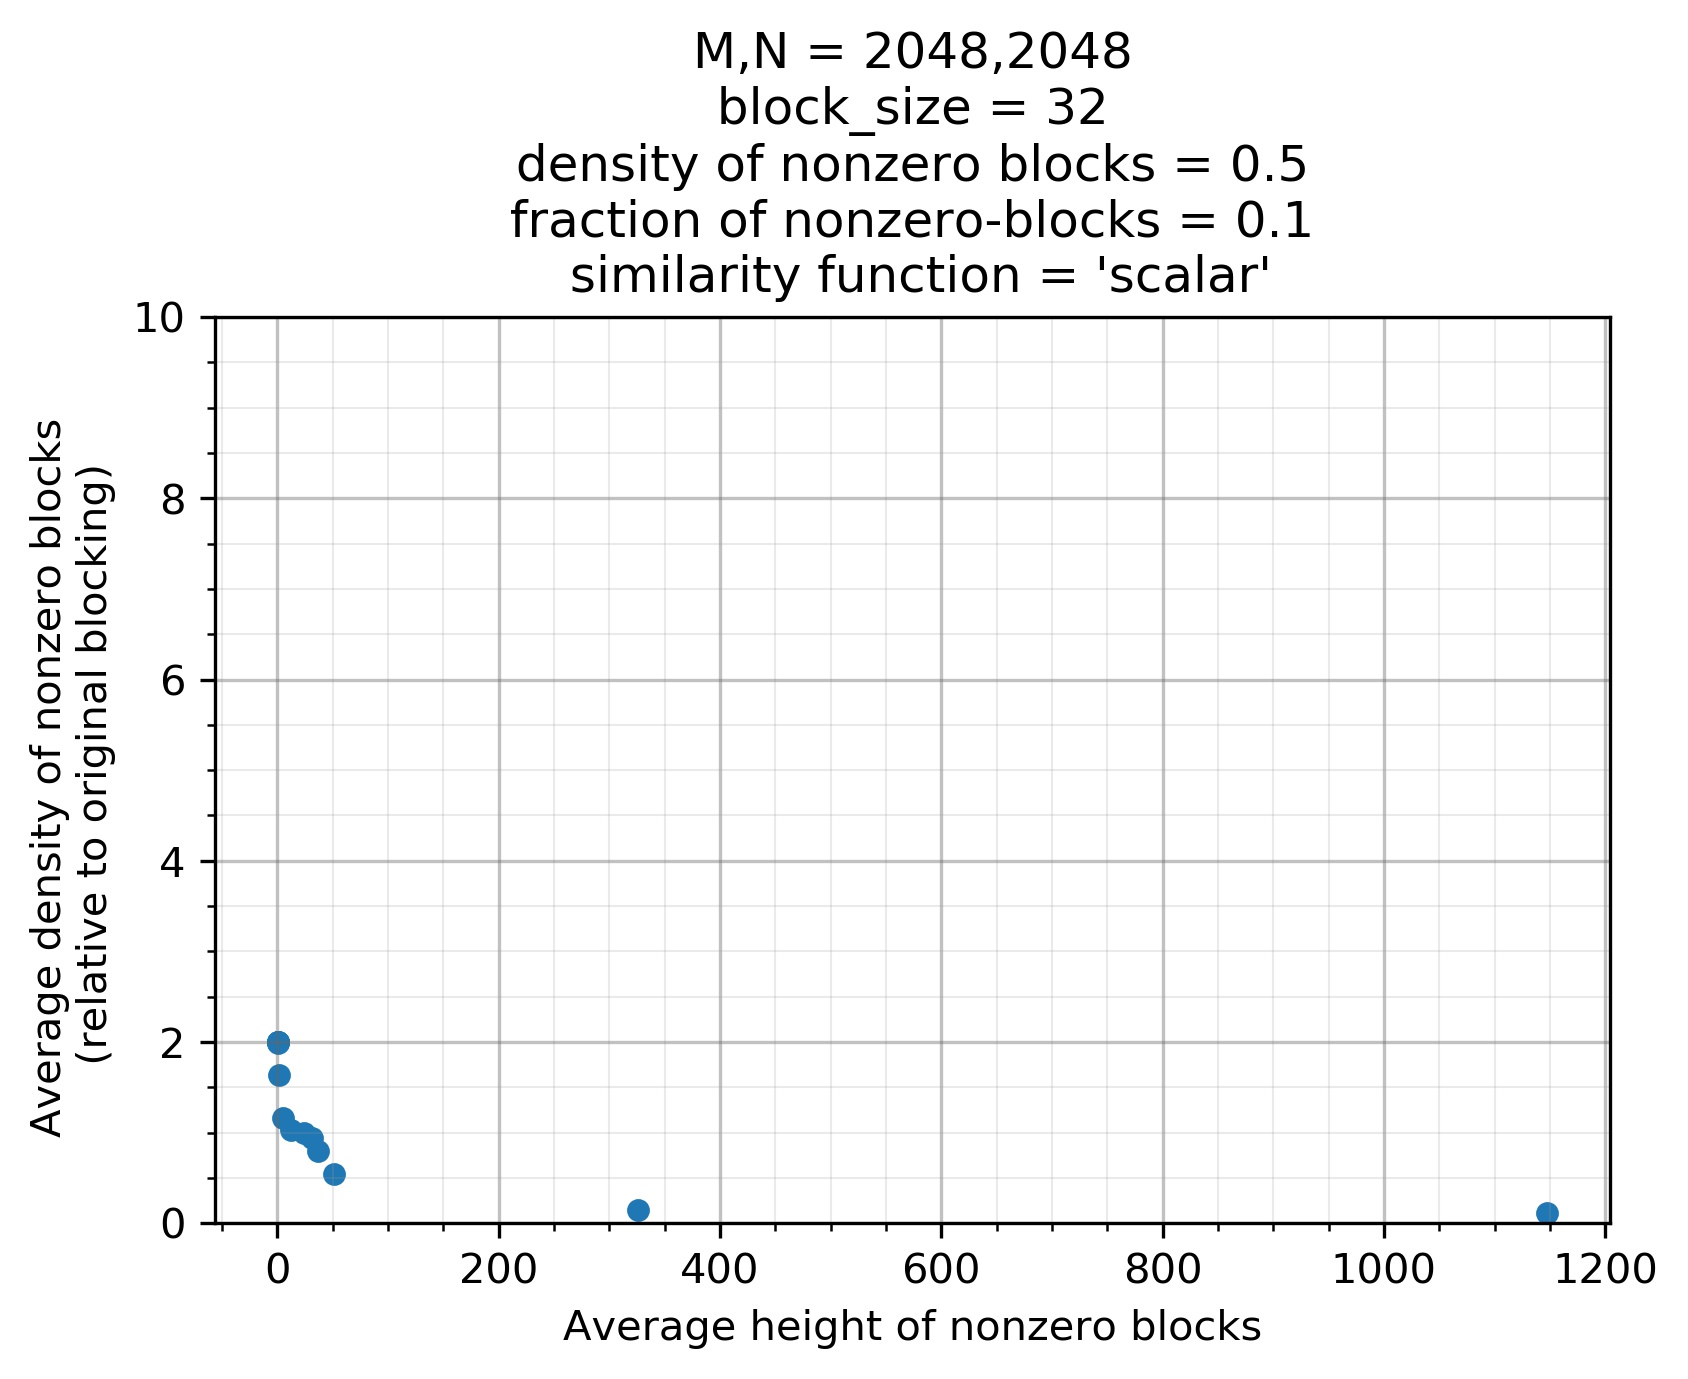 M,N = 2048,2048
block_size = 32
density of nonzero blocks = 0.5
fraction of nonzero-blocks = 0.1
similarity function = 'scalar'
10
8
6
4
2
0
Average density of nonzero blocks
(relative to original blocking)
0 200 400 600 800 1000 1200
Average height of nonzero blocks